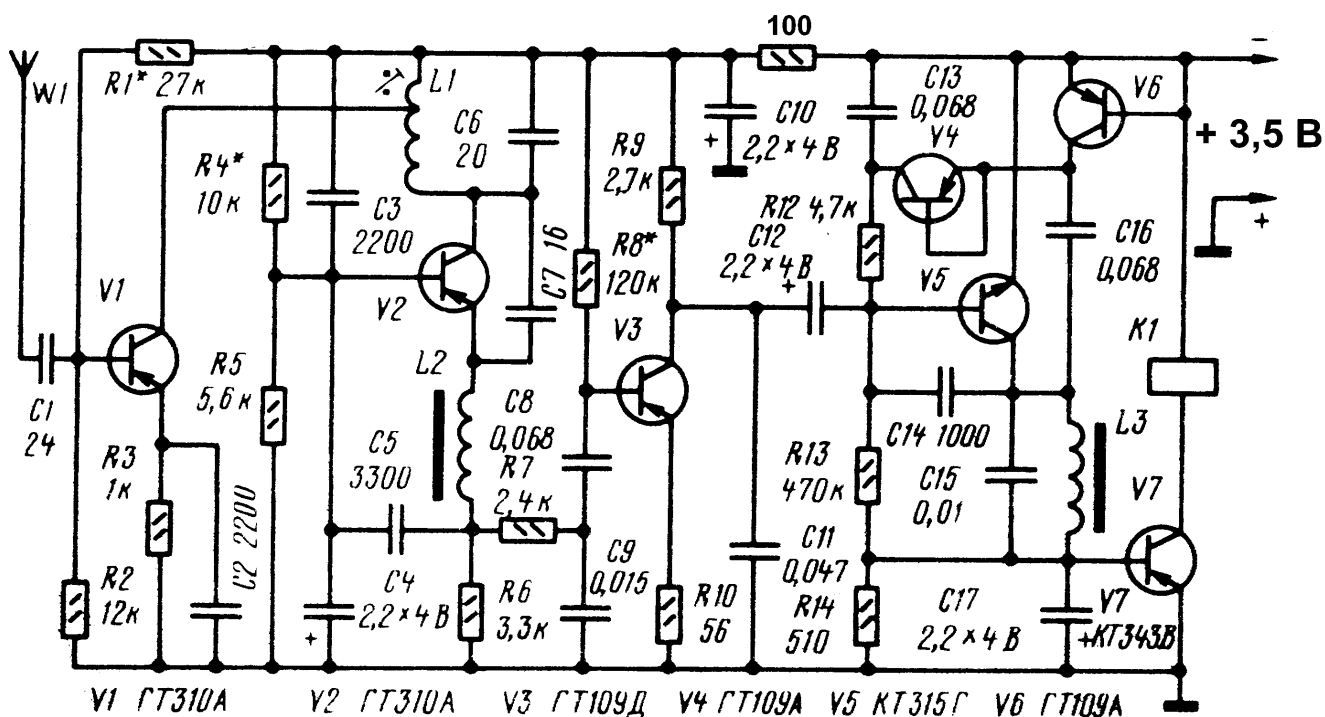 100
−
W1
R1* 27к
L1
C6
20
C13
0,068
V4
V6
+ 3,5 В
+
C10
2,2 × 4 В
+
R9
2,7к
R4*
10к
C3
2200
C7 16
R8*
120к
R12 4,7к
C12
2,2 × 4 В
+
C16
0,068
V1
V2
V3
V5
K1
R5
5,6к
L2
C1
24
C8
0,068
C14 1000
L3
R3
1к
C5
3300
R7
2,4к
R13
470к
C15
0,01
V7
C2 2200
R2
12к
C4
2,2 × 4 В
+
R6
3,3к
C9
0,015
R10
56
C11
0,047
R14
510
C17
2,2 × 4 В
+
V7
КТ343В
V1 ГТ310А V2 ГТ310А V3 ГТ109Д V4 ГТ109А V5 КТ315Г V6 ГТ109А